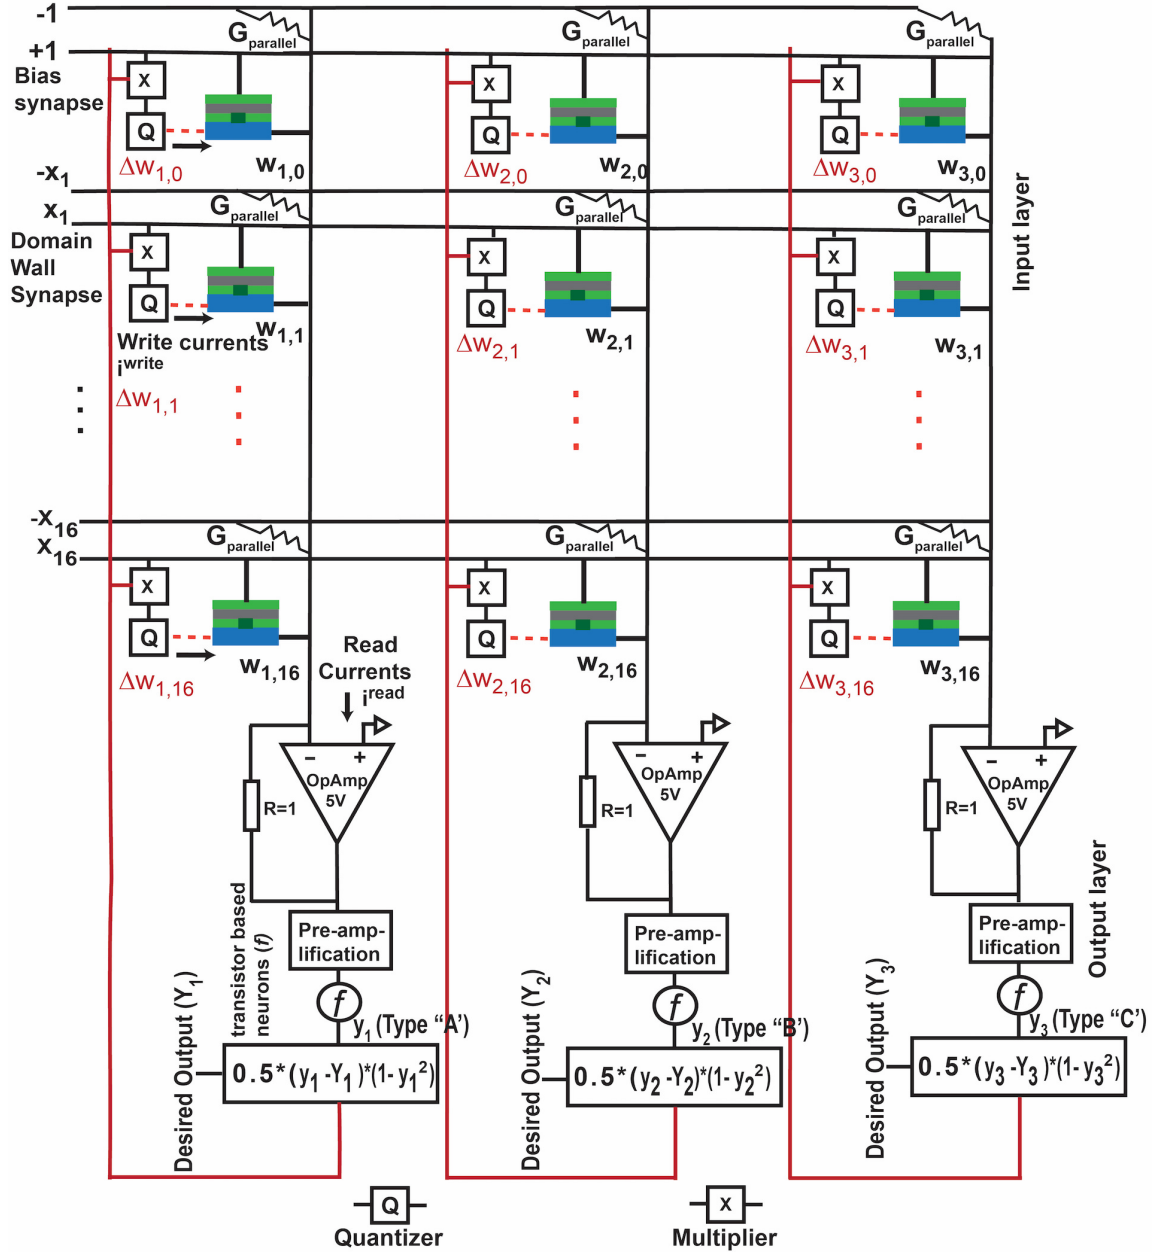 -1
G parallel G parallel G parallel
+1
Bias
synapse
X X X
Q Q Q
Δw1,0 w1,0 Δw2,0 w2,0 Δw3,0 w3,0
-x1
G parallel G parallel G parallel
x1
Domain
Wall
Synapse
X X X
Q Q Q
w1,1 Δw2,1 w2,1 Δw3,1 w3,1
Write currents
iwrite
Δw1,1
Input layer
-X16
G parallel G parallel G parallel
X16
X X X
Q Q Q
Δw1,16 w1,16 Δw2,16 w2,16 Δw3,16 w3,16
Read
Currents
iread
− + − + − +
OpAmp OpAmp OpAmp
5V 5V 5V
R=1 R=1 R=1
transistor based
neurons (f)
Output layer
Pre-amp-
lification
Pre-amp-
lification
Pre-amp-
lification
f f f
y1 (Type “A’) y2 (Type “B’) y3 (Type “C’)
Desired Output (Y1)
0.5*(y1 -Y1 )*(1-y1²)
Desired Output (Y2)
0.5*(y2 -Y2)*(1-y2²)
Desired Output (Y3)
0.5*(y3 -Y3 )*(1-y3²)
Q X
Quantizer Multiplier